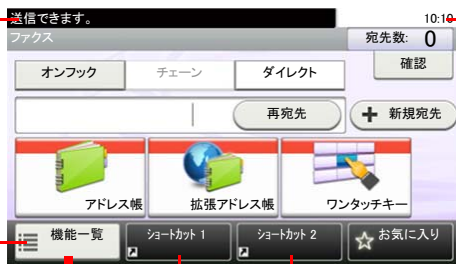 送信できます。 10:10
ファクス 宛先数: 0
オンフック チェーン ダイレクト 確認
再宛先 新規宛先
アドレス帳 拡張アドレス帳 ワンタッチキー
機能一覧 ショートカット 1 ショートカット 2 お気に入り